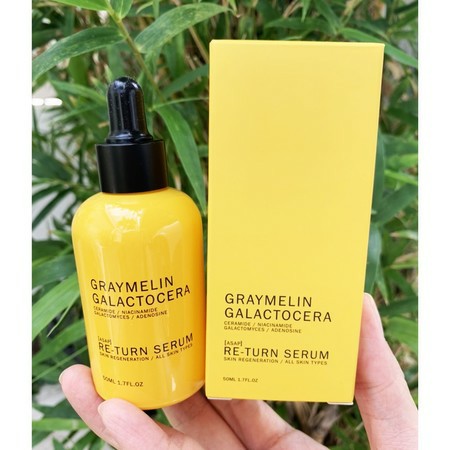 GRAYMELIN
GALACTOCERA
CERAMIDE / NIACINAMIDE
GALACTOMYCES / ADENOSINE
[ASAP]
RE-TURN SERUM
SKIN REGENERATION / ALL SKIN TYPES
50ML 1.7FL.OZ
GRAYMELIN
GALACTOCERA
CERAMIDE / NIACINAMIDE
GALACTOMYCES / ADENOSINE
[ASAP]
RE-TURN SERUM
SKIN REGENERATION / ALL SKIN TYPES
50ML 1.7FL.OZ